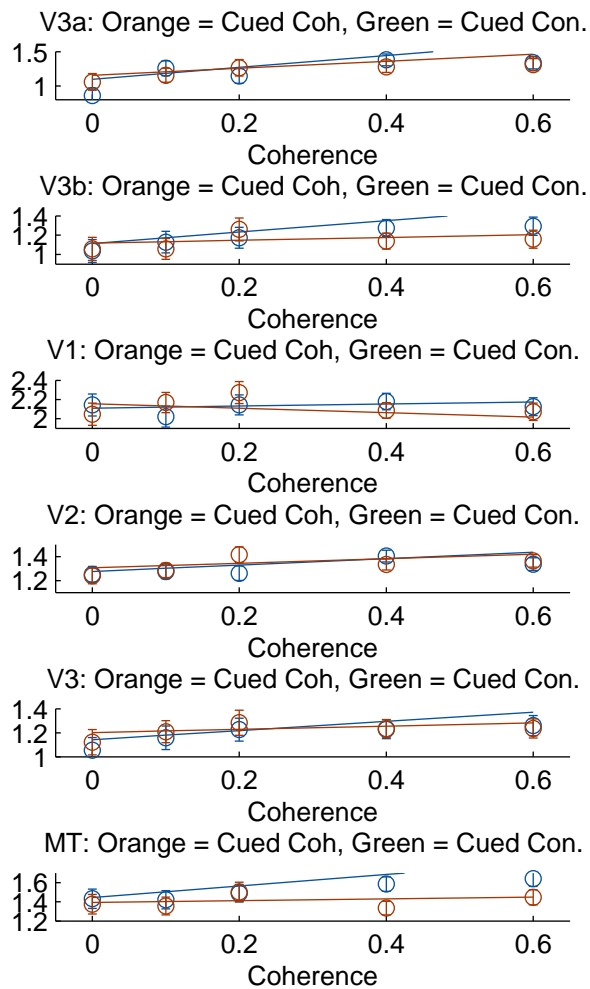 V3a: Orange = Cued Coh, Green = Cued Con.
1.5
1
0 0.2 0.4 0.6
Coherence
V3b: Orange = Cued Coh, Green = Cued Con.
1.4
1.2
1
0 0.2 0.4 0.6
Coherence
V1: Orange = Cued Coh, Green = Cued Con.
2.4
2.2
2
0 0.2 0.4 0.6
Coherence
V2: Orange = Cued Coh, Green = Cued Con.
1.4
1.2
0 0.2 0.4 0.6
Coherence
V3: Orange = Cued Coh, Green = Cued Con.
1.4
1.2
1
0 0.2 0.4 0.6
Coherence
MT: Orange = Cued Coh, Green = Cued Con.
1.6
1.4
1.2
0 0.2 0.4 0.6
Coherence